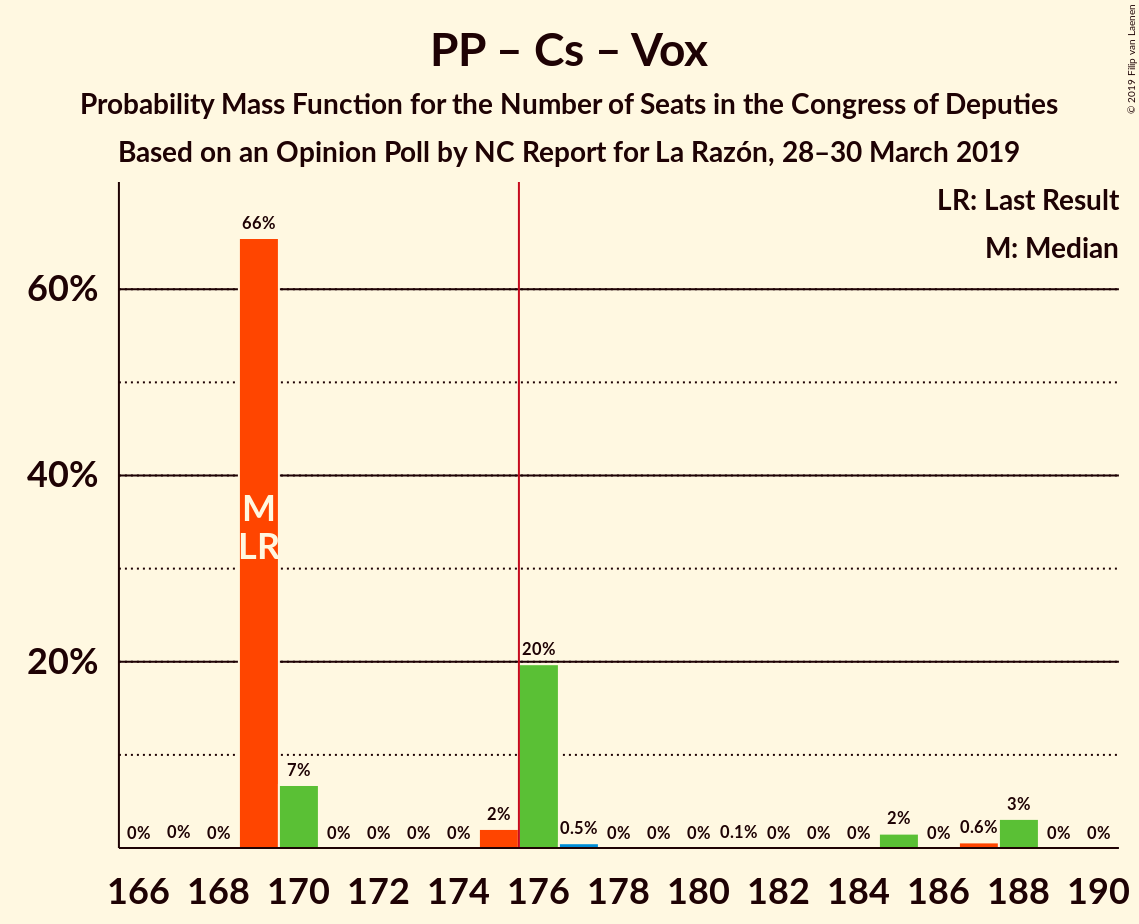 PP – Cs – Vox
Probability Mass Function for the Number of Seats in the Congress of Deputies
Based on an Opinion Poll by NC Report for La Razón, 28–30 March 2019
© 2019 Filip van Laenen
LR: Last Result
M: Median
60%
40%
20%
0% 0% 0% 66% 7% 0% 0% 0% 0% 2% 20% 0.5% 0% 0% 0% 0.1% 0% 0% 0% 2% 0% 0.6% 3% 0% 0%
M
LR
166 168 170 172 174 176 178 180 182 184 186 188 190